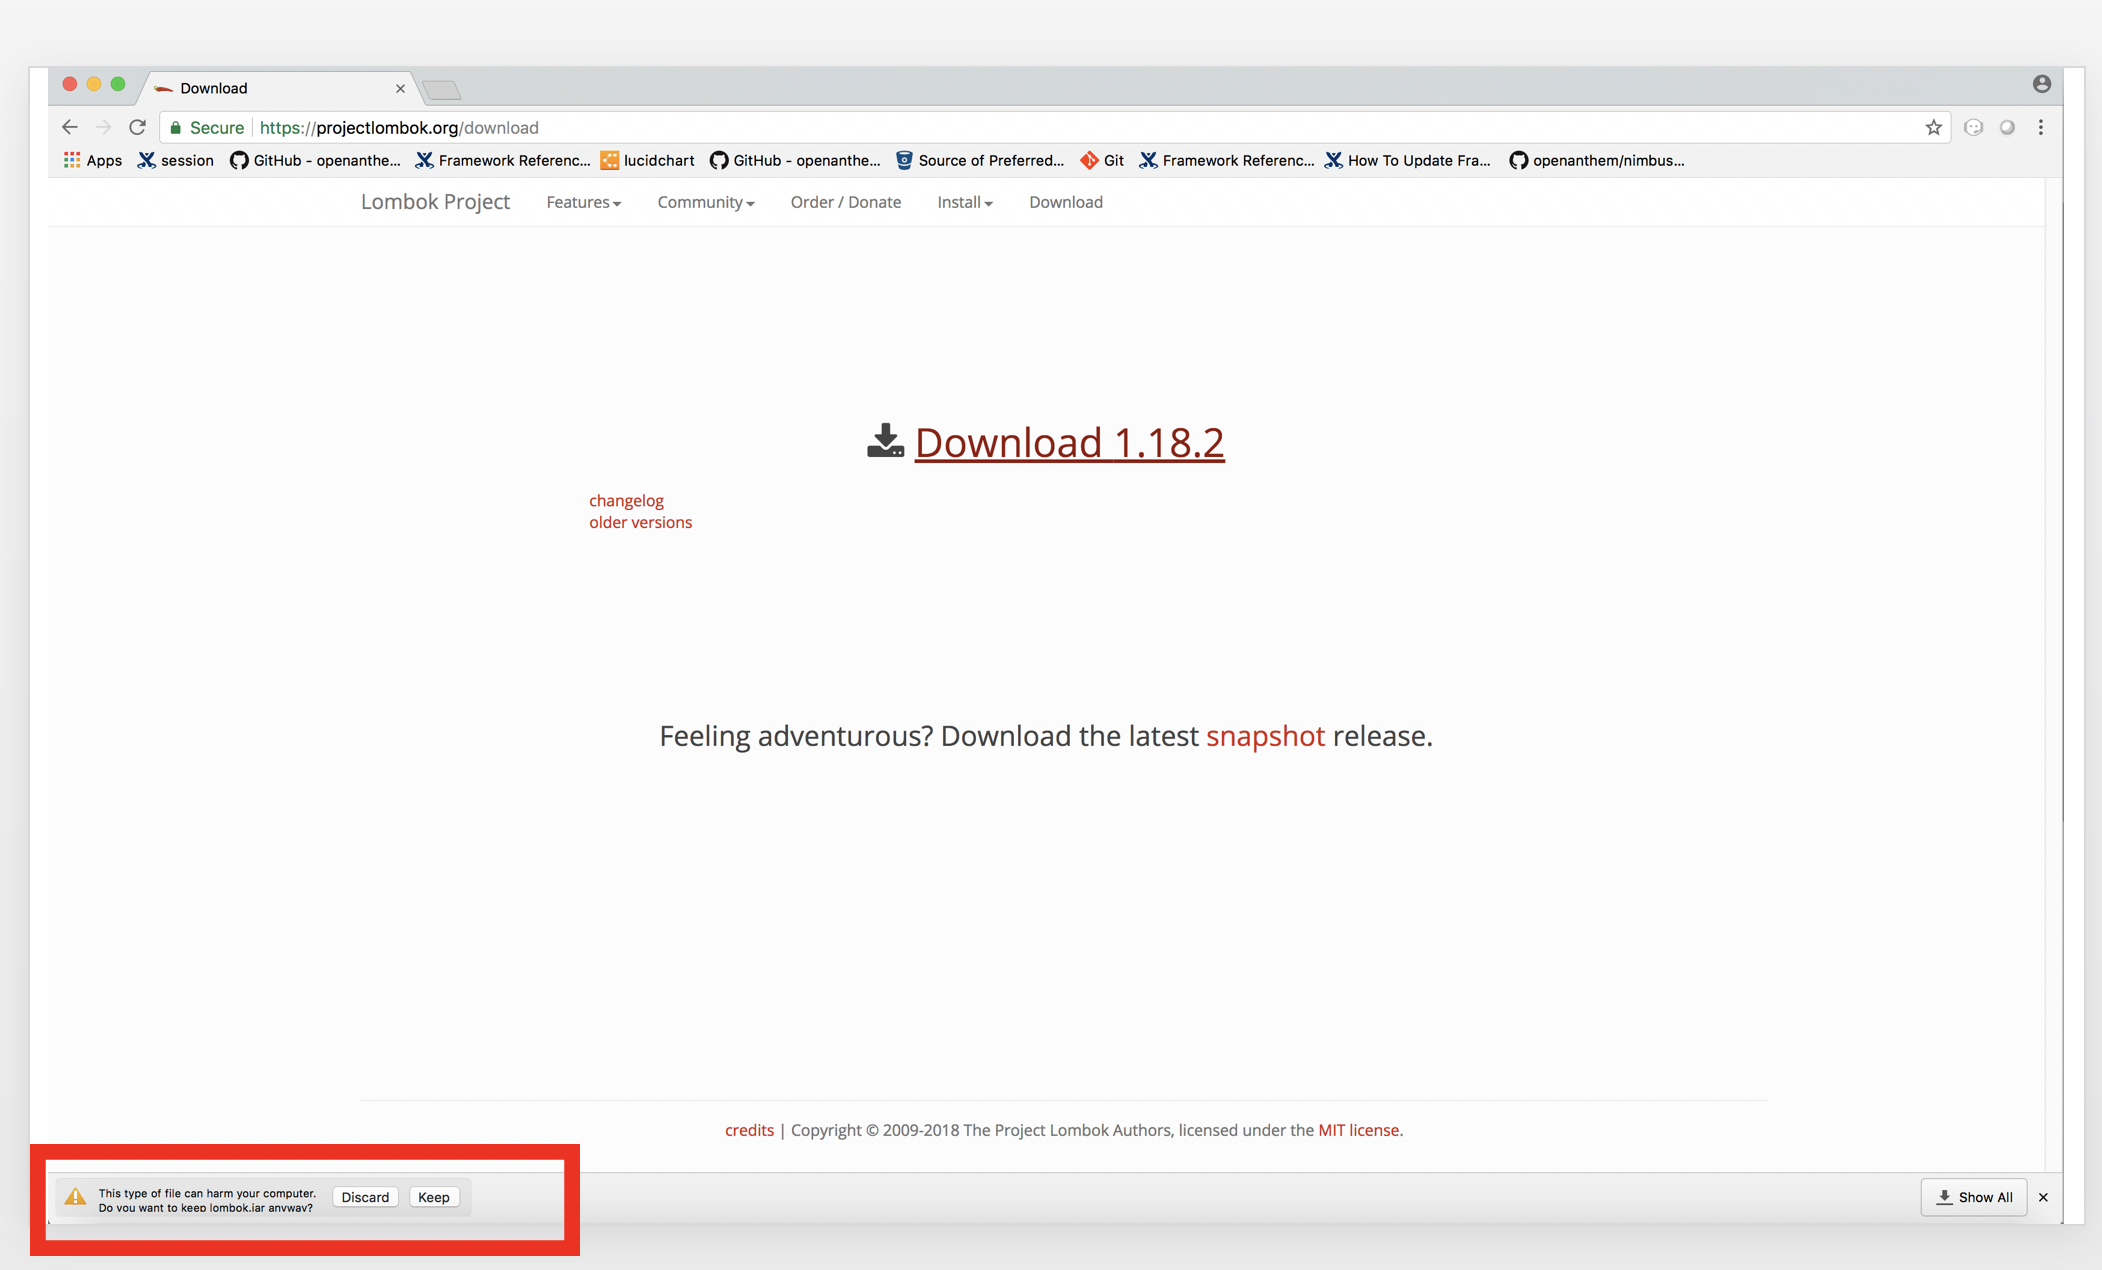 Download
Secure https://projectlombok.org/download
Apps session GitHub - openanthe... Framework Referenc... lucidchart GitHub - openanthe... Source of Preferred... Git Framework Referenc... How To Update Fra... openanthem/nimbus...
Lombok Project Features Community Order / Donate Install Download
Download 1.18.2
changelog
older versions
Feeling adventurous? Download the latest snapshot release.
credits | Copyright © 2009-2018 The Project Lombok Authors, licensed under the MIT license.
This type of file can harm your computer.
Do you want to keep lombok.jar anyway?
Discard Keep
Show All